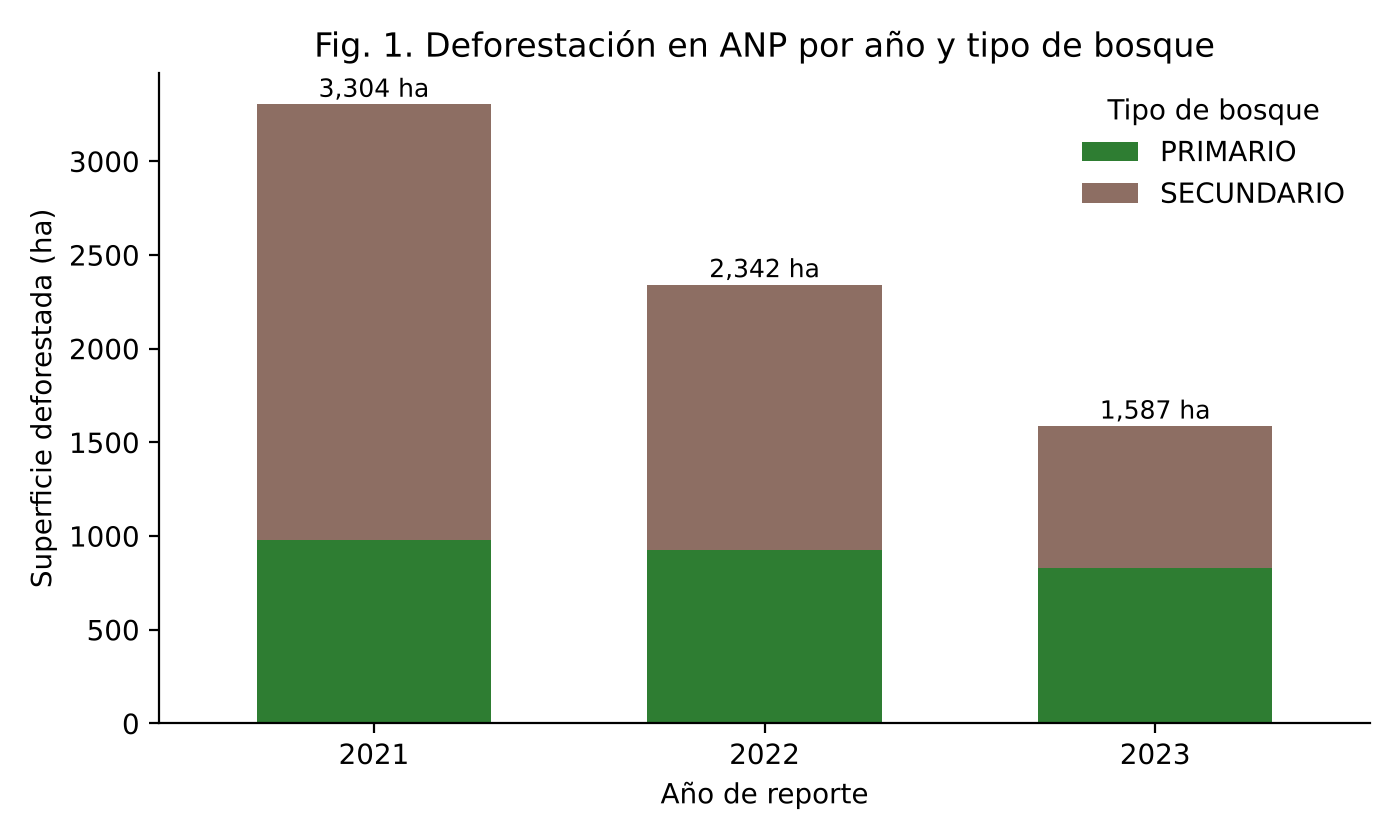 Fig. 1. Deforestación en ANP por año y tipo de bosque
3,304 ha
2,342 ha
1,587 ha
Tipo de bosque
PRIMARIO
SECUNDARIO
Superficie deforestada (ha)
3000
2500
2000
1500
1000
500
0
2021
2022
2023
Año de reporte